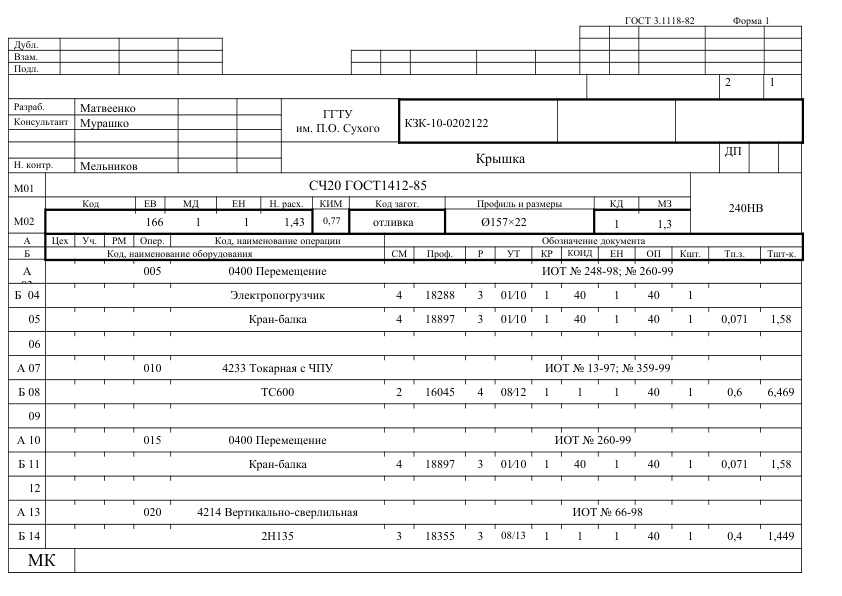 ГОСТ 3.1118-82 Форма 1
Дубл.
Взам.
Подл.
2 1
Разраб. Матвеенко
Консультант Мурашко
ГГТУ
им. П.О. Сухого
КЗК-10-0202122
Н. контр. Мельников
Крышка
ДП
М01 СЧ20 ГОСТ1412-85
Код ЕВ МД ЕН Н. расх. КИМ Код загот. Профиль и размеры КД МЗ
240НВ
М02 166 1 1 1,43 0,77 отливка Ø157×22 1 1,3
А Цех Уч. РМ Опер. Код, наименование операции Обозначение документа
Б Код, наименование оборудования СМ Проф. Р УТ КР КОИД ЕН ОП Кшт. Тп.з. Тшт-к.
А 005 0400 Перемещение ИОТ № 248-98; № 260-99
Б 04 Электропогрузчик 4 18288 3 01/10 1 40 1 40 1
05 Кран-балка 4 18897 3 01/10 1 40 1 40 1 0,071 1,58
06
А 07 010 4233 Токарная с ЧПУ ИОТ № 13-97; № 359-99
Б 08 ТС600 2 16045 4 08/12 1 1 1 40 1 0,6 6,469
09
А 10 015 0400 Перемещение ИОТ № 260-99
Б 11 Кран-балка 4 18897 3 01/10 1 40 1 40 1 0,071 1,58
12
А 13 020 4214 Вертикально-сверлильная ИОТ № 66-98
Б 14 2Н135 3 18355 3 08/13 1 1 1 40 1 0,4 1,449
МК